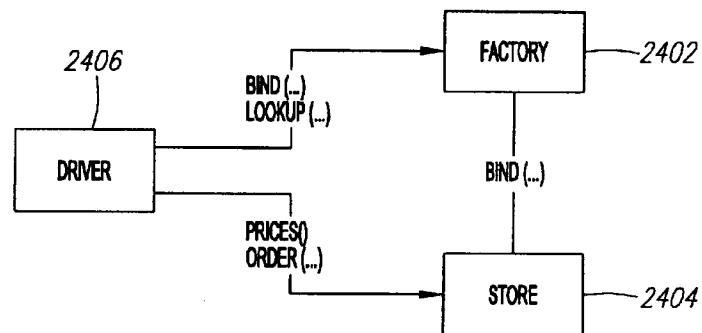 2406
FACTORY
2402
BIND (...)
LOOKUP (...)
DRIVER
BIND (...)
PRICES()
ORDER (...)
STORE
2404